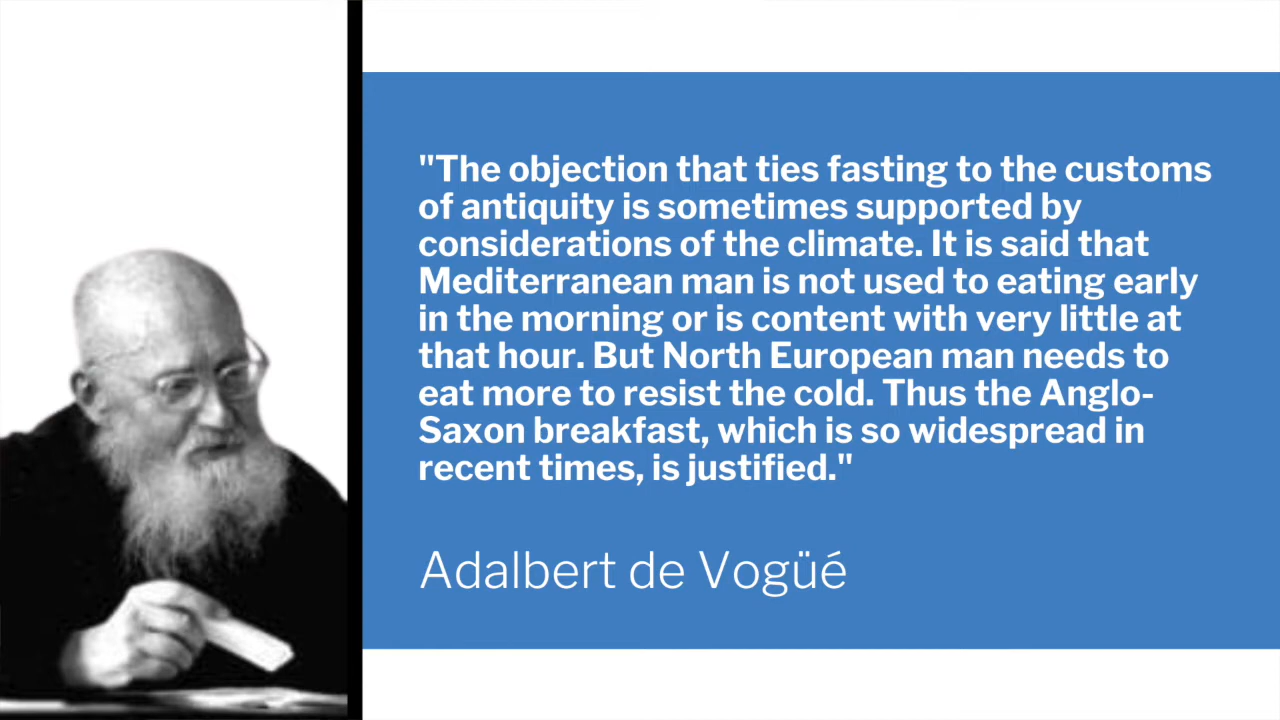 "The objection that ties fasting to the customs
of antiquity is sometimes supported by
considerations of the climate. It is said that
Mediterranean man is not used to eating early
in the morning or is content with very little at
that hour. But North European man needs to
eat more to resist the cold. Thus the Anglo-
Saxon breakfast, which is so widespread in
recent times, is justified."
Adalbert de Vogüé